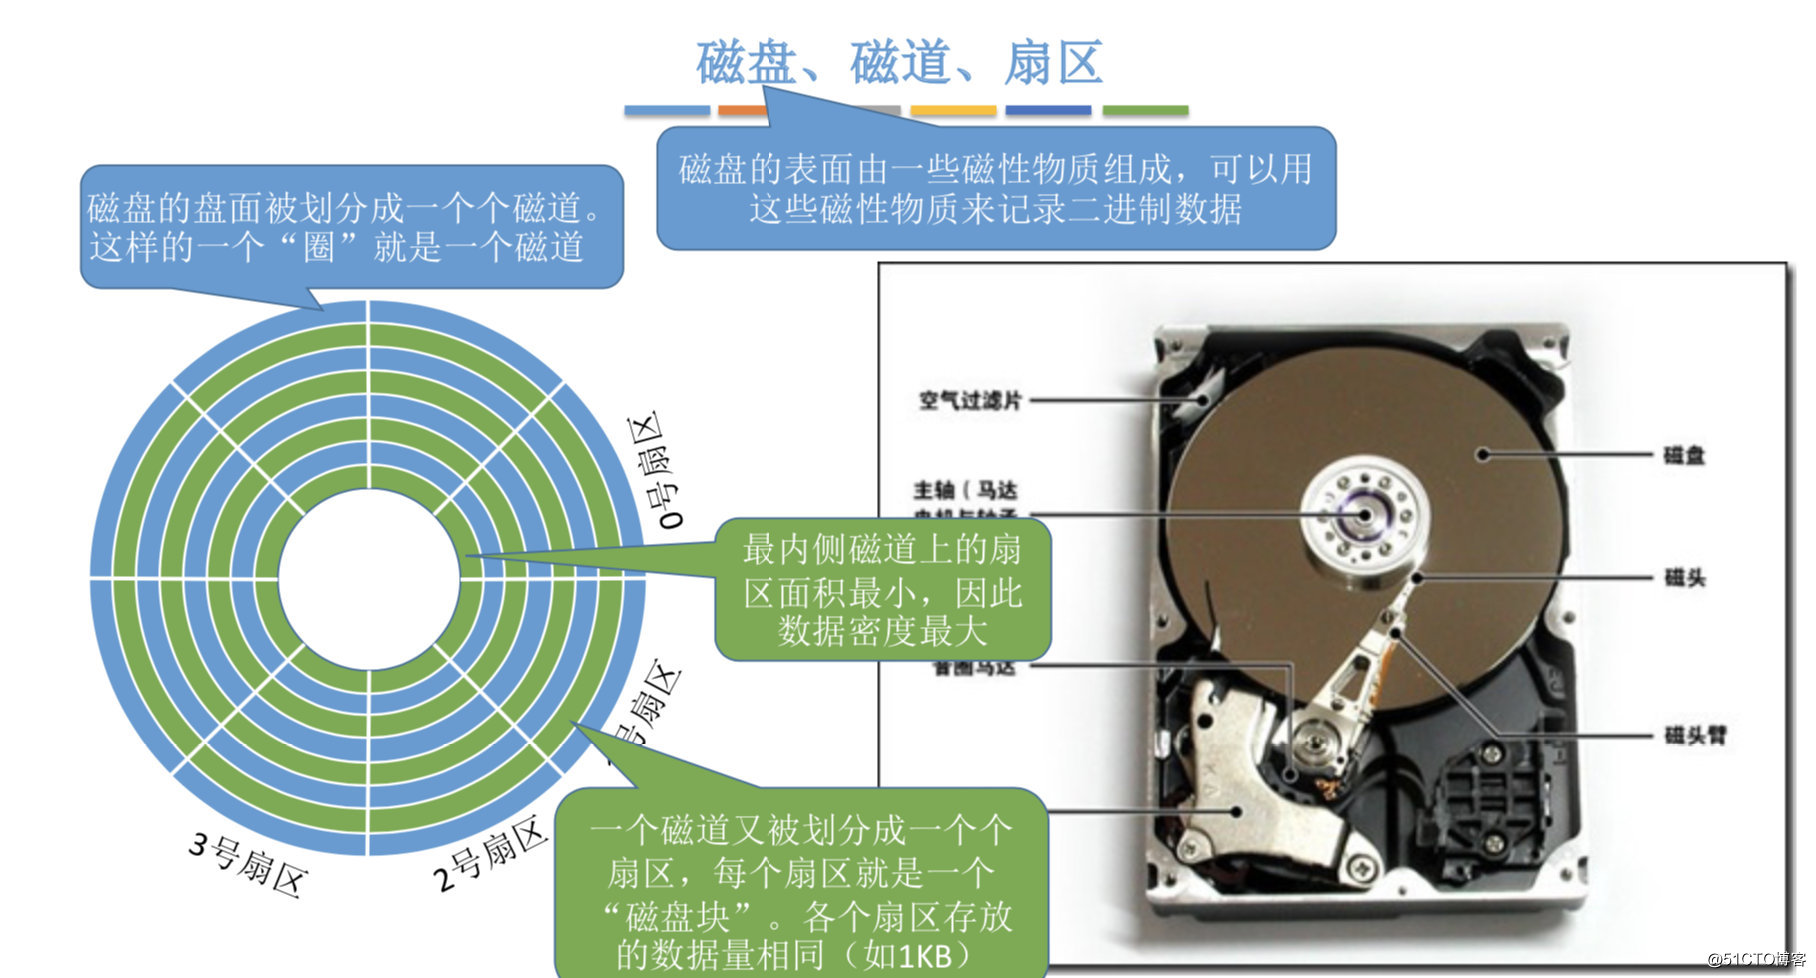 磁盘、磁道、扇区
磁盘的表面由一些磁性物质组成，可以用
这些磁性物质来记录二进制数据
磁盘的盘面被划分成一个个磁道。
这样的一个“圈”就是一个磁道
0号扇区
号扇区
2号扇区
3号扇区
最内侧磁道上的扇
区面积最小，因此
数据密度最大
一个磁道又被划分成一个个
扇区，每个扇区就是一个
“磁盘块”。各个扇区存放
的数据量相同（如1KB）
空气过滤片
主轴（马达
音圈马达
磁盘
磁头
磁头臂
@51CTO博客